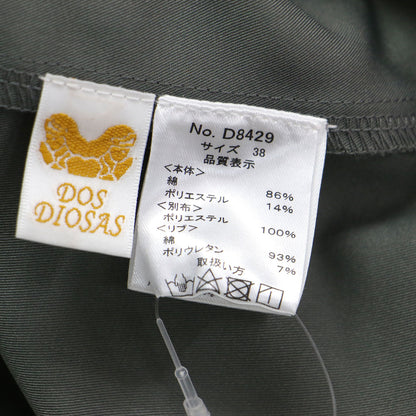 DOS
DIOSAS
No. D8429
サイズ 38
品質表示
<本体>
綿 86%
ポリエステル 14%
<別布>
ポリエステル 100%
<リブ>
綿 93%
ポリウレタン 7%
取扱い方